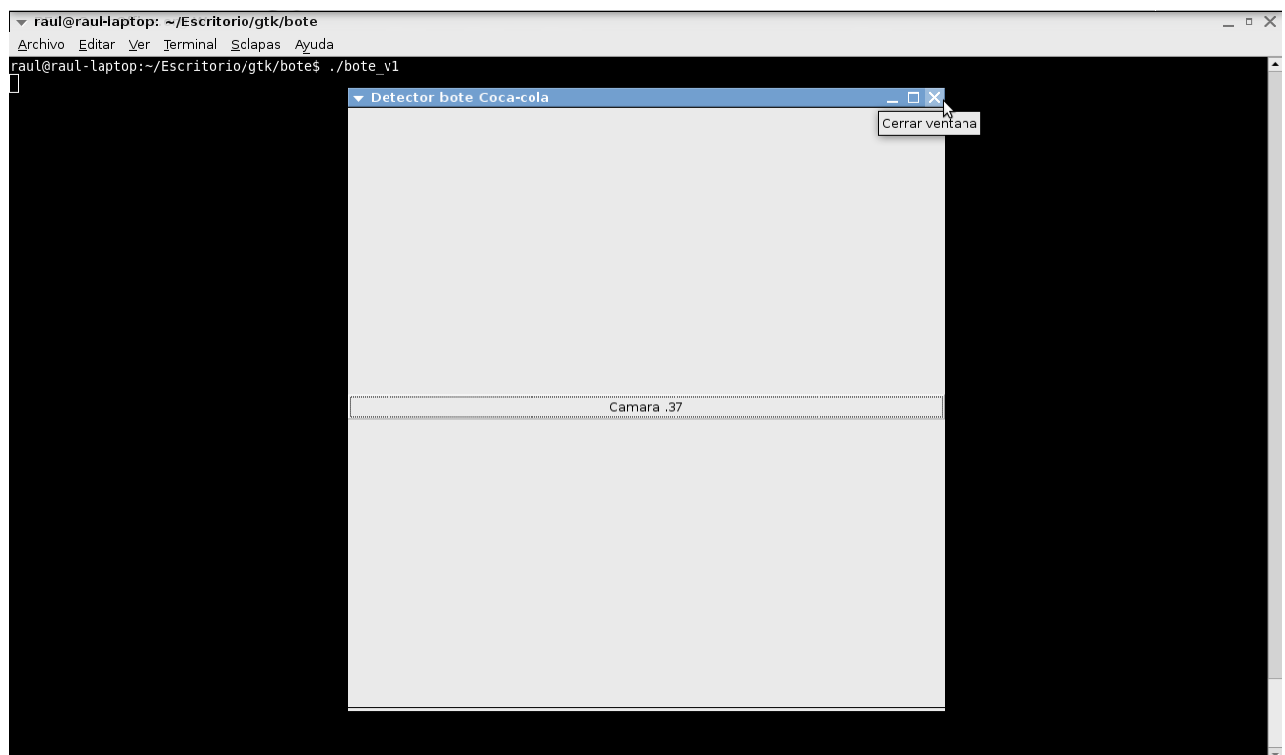 raul@raul-laptop: ~/Escritorio/gtk/bote
Archivo Editar Ver Terminal Sclapas Ayuda
raul@raul-laptop:~/Escritorio/gtk/bote$ ./bote_v1
Detector bote Coca-cola
Cerrar ventana
Camara .37